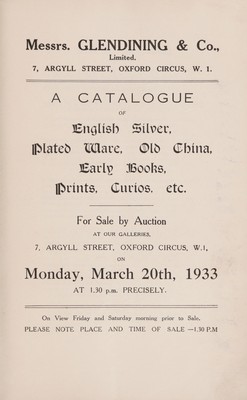 Messrs. GLENDINING & Co.,
Limited.
7, ARGYLL STREET, OXFORD CIRCUS, W. 1.
A CATALOGUE
OF
English Silver,
Plated Ware, Old China,
Early Books,
Prints, Curios, etc.
For Sale by Auction
AT OUR GALLERIES,
7, ARGYLL STREET, OXFORD CIRCUS, W.1,
ON
Monday, March 20th, 1933
AT 1.30 p.m. PRECISELY.
On View Friday and Saturday morning prior to Sale.
PLEASE NOTE PLACE AND TIME OF SALE —1.30 P.M